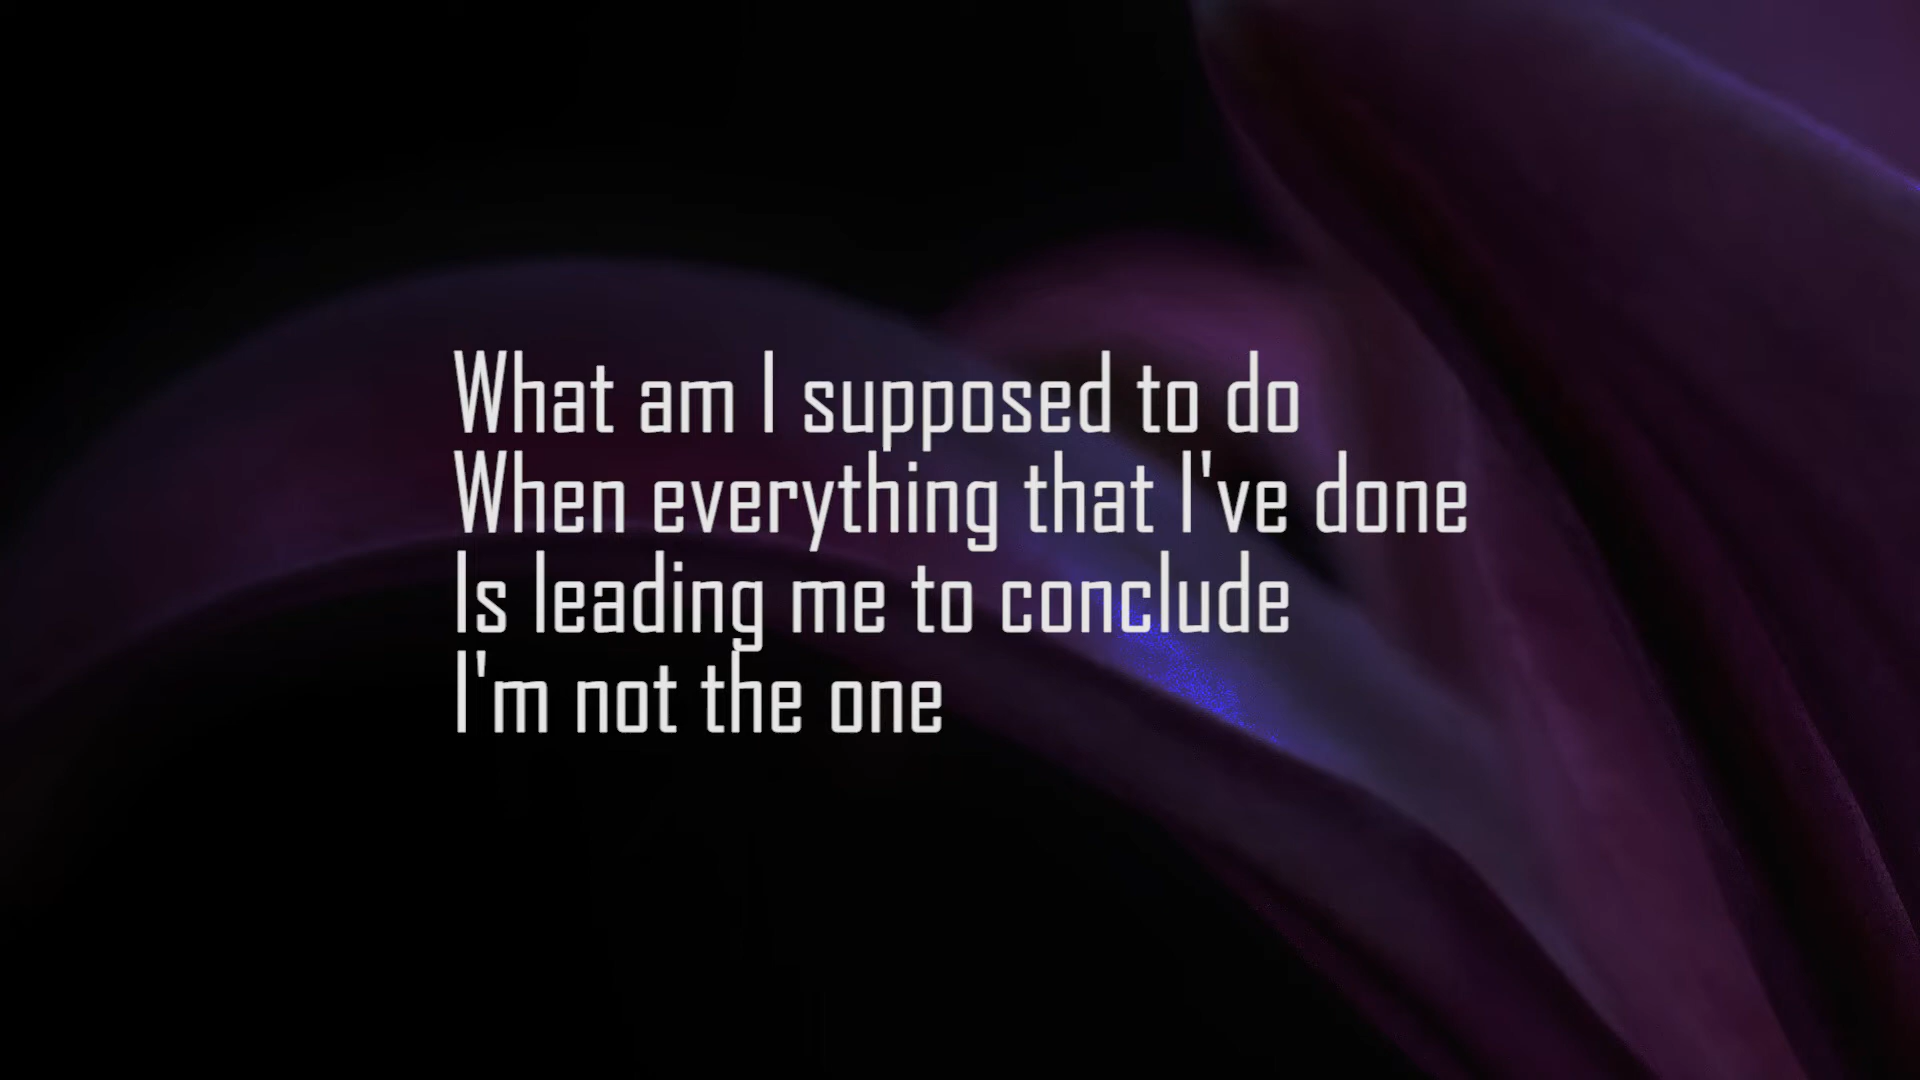 What am I supposed to do
When everything that I've done
Is leading me to conclude
I'm not the one